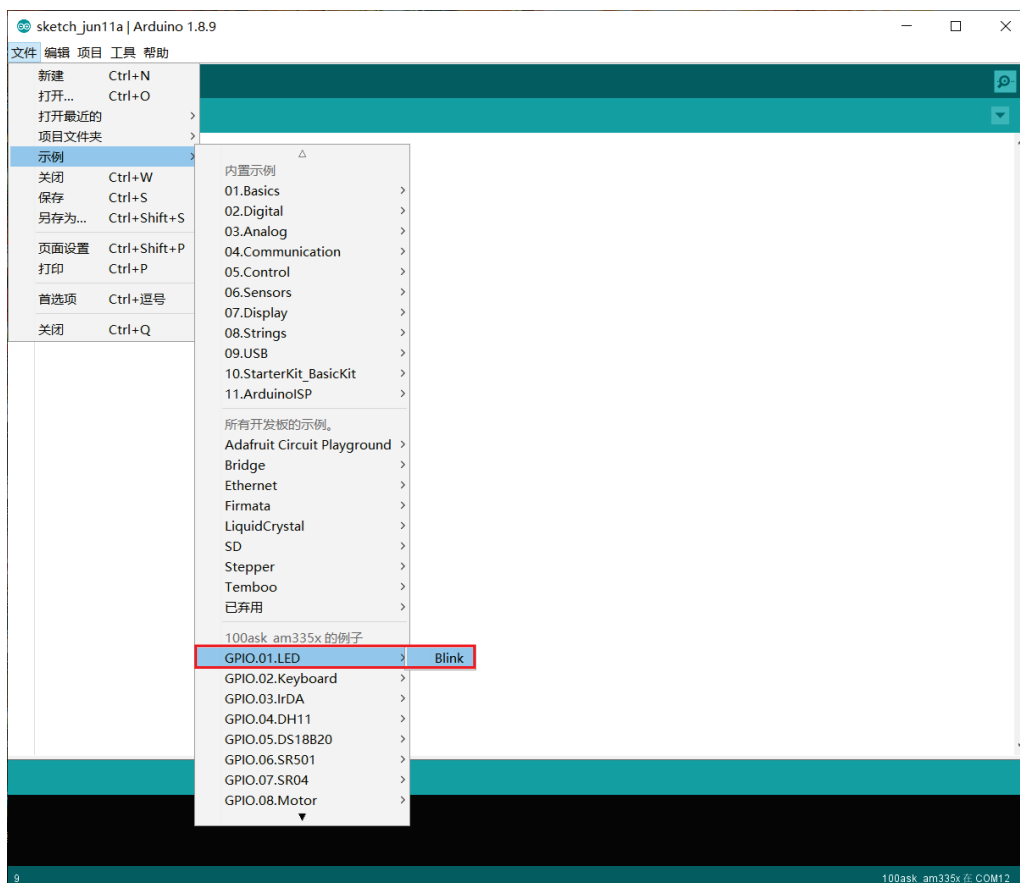 sketch_jun11a | Arduino 1.8.9
文件 编辑 项目 工具 帮助
新建 Ctrl+N
打开... Ctrl+O
打开最近的
项目文件夹
示例
关闭 Ctrl+W
保存 Ctrl+S
另存为... Ctrl+Shift+S
页面设置 Ctrl+Shift+P
打印 Ctrl+P
首选项 Ctrl+逗号
关闭 Ctrl+Q
内置示例
01.Basics
02.Digital
03.Analog
04.Communication
05.Control
06.Sensors
07.Display
08.Strings
09.USB
10.StarterKit_BasicKit
11.ArduinoISP
所有开发板的示例。
Adafruit Circuit Playground
Bridge
Ethernet
Firmata
LiquidCrystal
SD
Stepper
Temboo
已弃用
100ask_am335x 的例子
GPIO.01.LED Blink
GPIO.02.Keyboard
GPIO.03.IrDA
GPIO.04.DH11
GPIO.05.DS18B20
GPIO.06.SR501
GPIO.07.SR04
GPIO.08.Motor
9 100ask_am335x 在 COM12